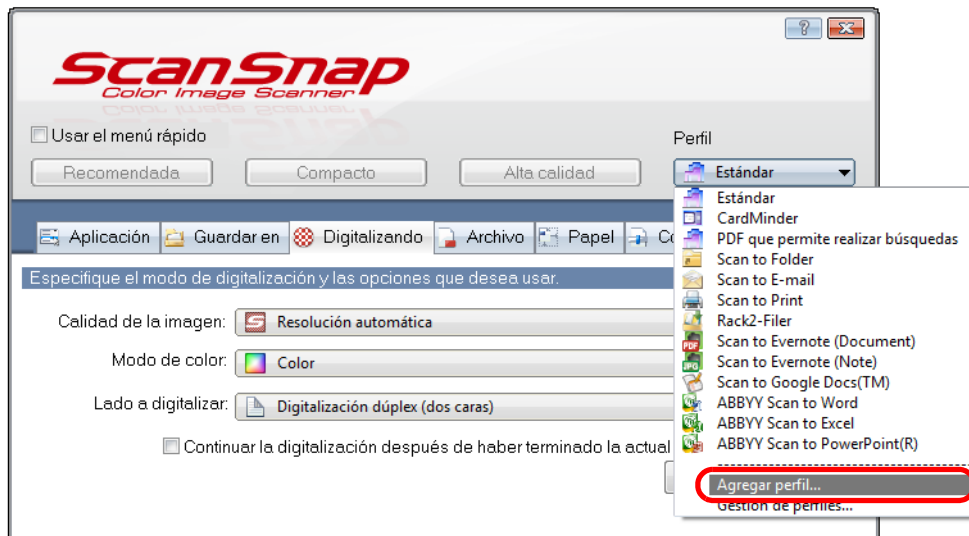 ScanSnap
Color Image Scanner
Usar el menú rápido
Perfil
Recomendada
Compacto
Alta calidad
Estándar
Aplicación
Guardar en
Digitalizando
Archivo
Papel
Especifique el modo de digitalización y las opciones que desea usar.
Calidad de la imagen:
Resolución automática
Modo de color:
Color
Lado a digitalizar:
Digitalización dúplex (dos caras)
Continuar la digitalización después de haber terminado la actual
Estándar
CardMinder
PDF que permite realizar búsquedas
Scan to Folder
Scan to E-mail
Scan to Print
Rack2-Filer
Scan to Evernote (Document)
Scan to Evernote (Note)
Scan to Google Docs(TM)
ABBYY Scan to Word
ABBYY Scan to Excel
ABBYY Scan to PowerPoint(R)
Agregar perfil...
Gestión de perfiles...